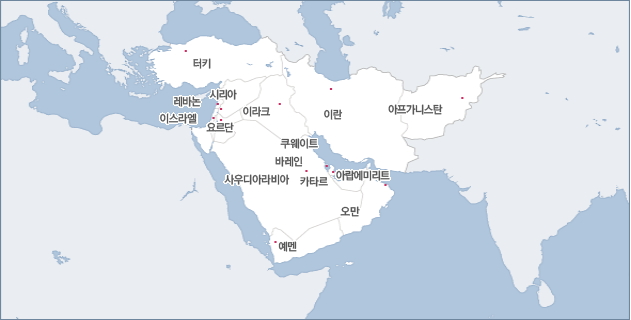 터키
시리아
레바논
이스라엘
요르단
이라크
이란
아프가니스탄
쿠웨이트
바레인
사우디아라비아
카타르
아랍에미리트
오만
예멘